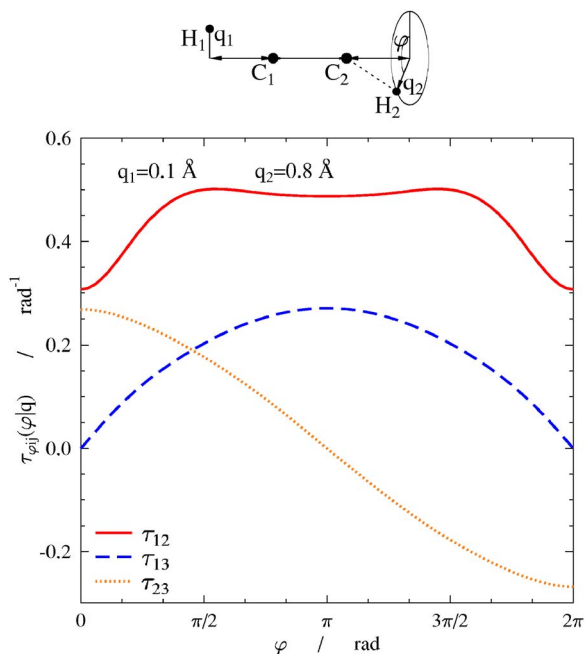 H₁ q₁ φ
C₁ C₂ q₂
H₂
q₁=0.1 Å q₂=0.8 Å
0.6
0.4
0.2
0.0
-0.2
τφij(φ|q) / rad⁻¹
τ₁₂
τ₁₃
τ₂₃
0 π/2 π 3π/2 2π
φ / rad